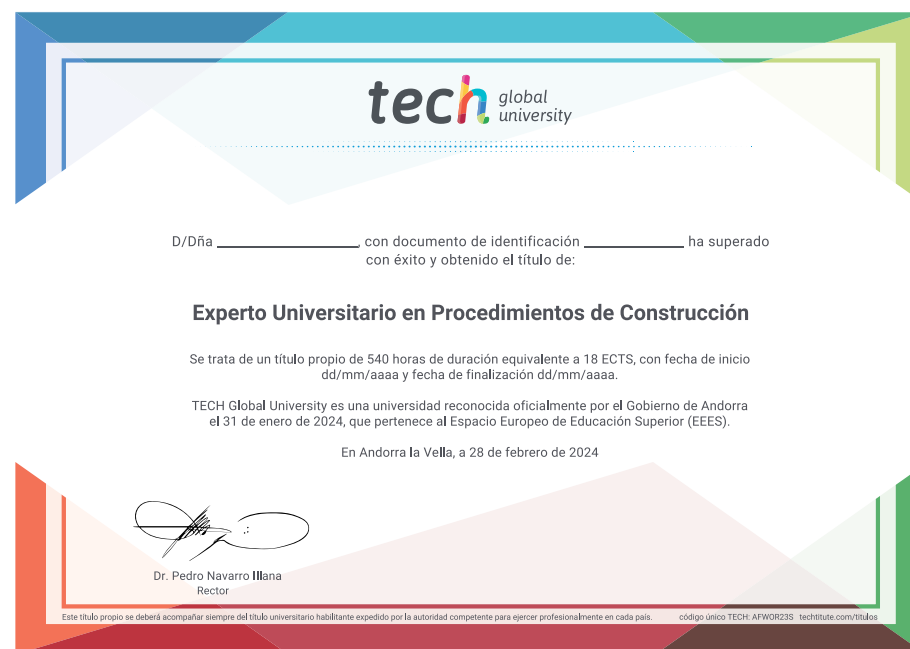 tech global
university
D/Dña ______________, con documento de identificación ____________ ha superado
con éxito y obtenido el título de:
Experto Universitario en Procedimientos de Construcción
Se trata de un título propio de 540 horas de duración equivalente a 18 ECTS, con fecha de inicio
dd/mm/aaaa y fecha de finalización dd/mm/aaaa.
TECH Global University es una universidad reconocida oficialmente por el Gobierno de Andorra
el 31 de enero de 2024, que pertenece al Espacio Europeo de Educación Superior (EEES).
En Andorra la Vella, a 28 de febrero de 2024
Dr. Pedro Navarro Illana
Rector
Este título propio se deberá acompañar siempre del título universitario habilitante expedido por la autoridad competente para ejercer profesionalmente en cada país. código único TECH: AFWOR23S techtitute.com/titulos